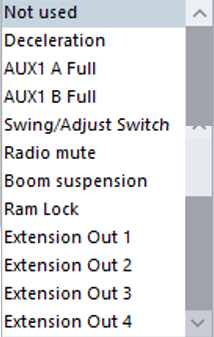 Not used
Deceleration
AUX1 A Full
AUX1 B Full
Swing/Adjust Switch
Radio mute
Boom suspension
Ram Lock
Extension Out 1
Extension Out 2
Extension Out 3
Extension Out 4